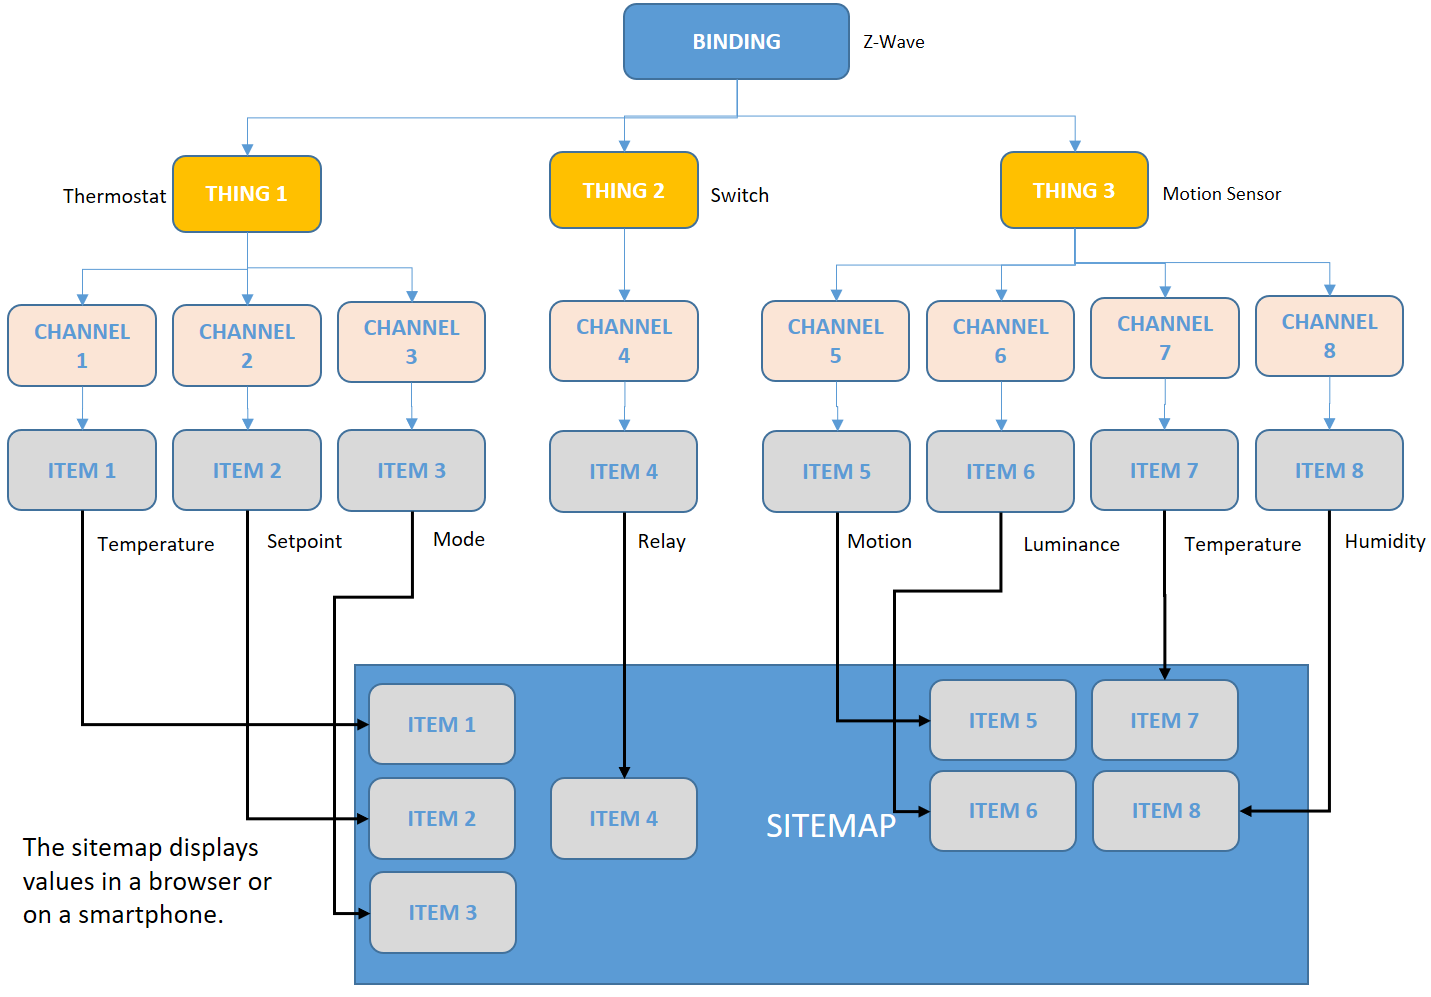 BINDING
Z-Wave
Thermostat
THING 1
THING 2
Switch
THING 3
Motion Sensor
CHANNEL
1
CHANNEL
2
CHANNEL
3
CHANNEL
4
CHANNEL
5
CHANNEL
6
CHANNEL
7
CHANNEL
8
ITEM 1
ITEM 2
ITEM 3
ITEM 4
ITEM 5
ITEM 6
ITEM 7
ITEM 8
Temperature
Setpoint
Mode
Relay
Motion
Luminance
Temperature
Humidity
ITEM 1
ITEM 5
ITEM 7
ITEM 2
ITEM 4
SITEMAP
ITEM 6
ITEM 8
ITEM 3
The sitemap displays
values in a browser or
on a smartphone.